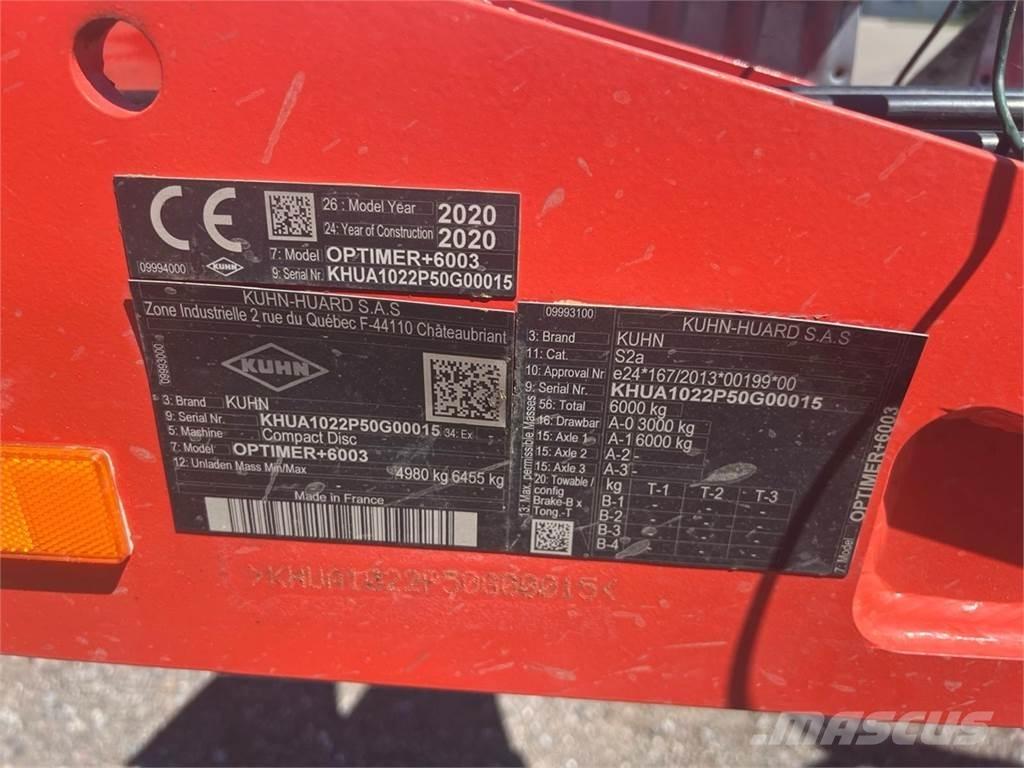 CE
26 : Model Year 2020
24: Year of Construction 2020
7: Model OPTIMER+6003
9: Serial Nr. KHUA1022P50G00015
09994000
KUHN
KUHN-HUARD S.A.S
Zone Industrielle 2 rue du Québec F-44110 Châteaubriant
09993000
KUHN
3: Brand KUHN
9: Serial Nr. KHUA1022P50G00015 34: Ex
5: Machine Compact Disc
7: Model OPTIMER+6003
12: Unladen Mass Min/Max 4980 kg 6455 kg
Made in France
09993100
KUHN-HUARD S.A.S
3: Brand KUHN
11: Cat. S2a
10: Approval Nr e24*167/2013*00199*00
9: Serial Nr. KHUA1022P50G00015
13: Max. permissible Masses
56: Total 6000 kg
16: Drawbar A-0 3000 kg
15: Axle 1 A-1 6000 kg
15: Axle 2 A-2 -
15: Axle 3 A-3 -
20: Towable / config kg T-1 T-2 T-3
Brake-B x B-1 - - -
Tong.-T B-2 - - -
B-3 - - -
B-4 - - -
7: Model OPTIMER+6003
>KHUA1022P50G00015<
MASCUS